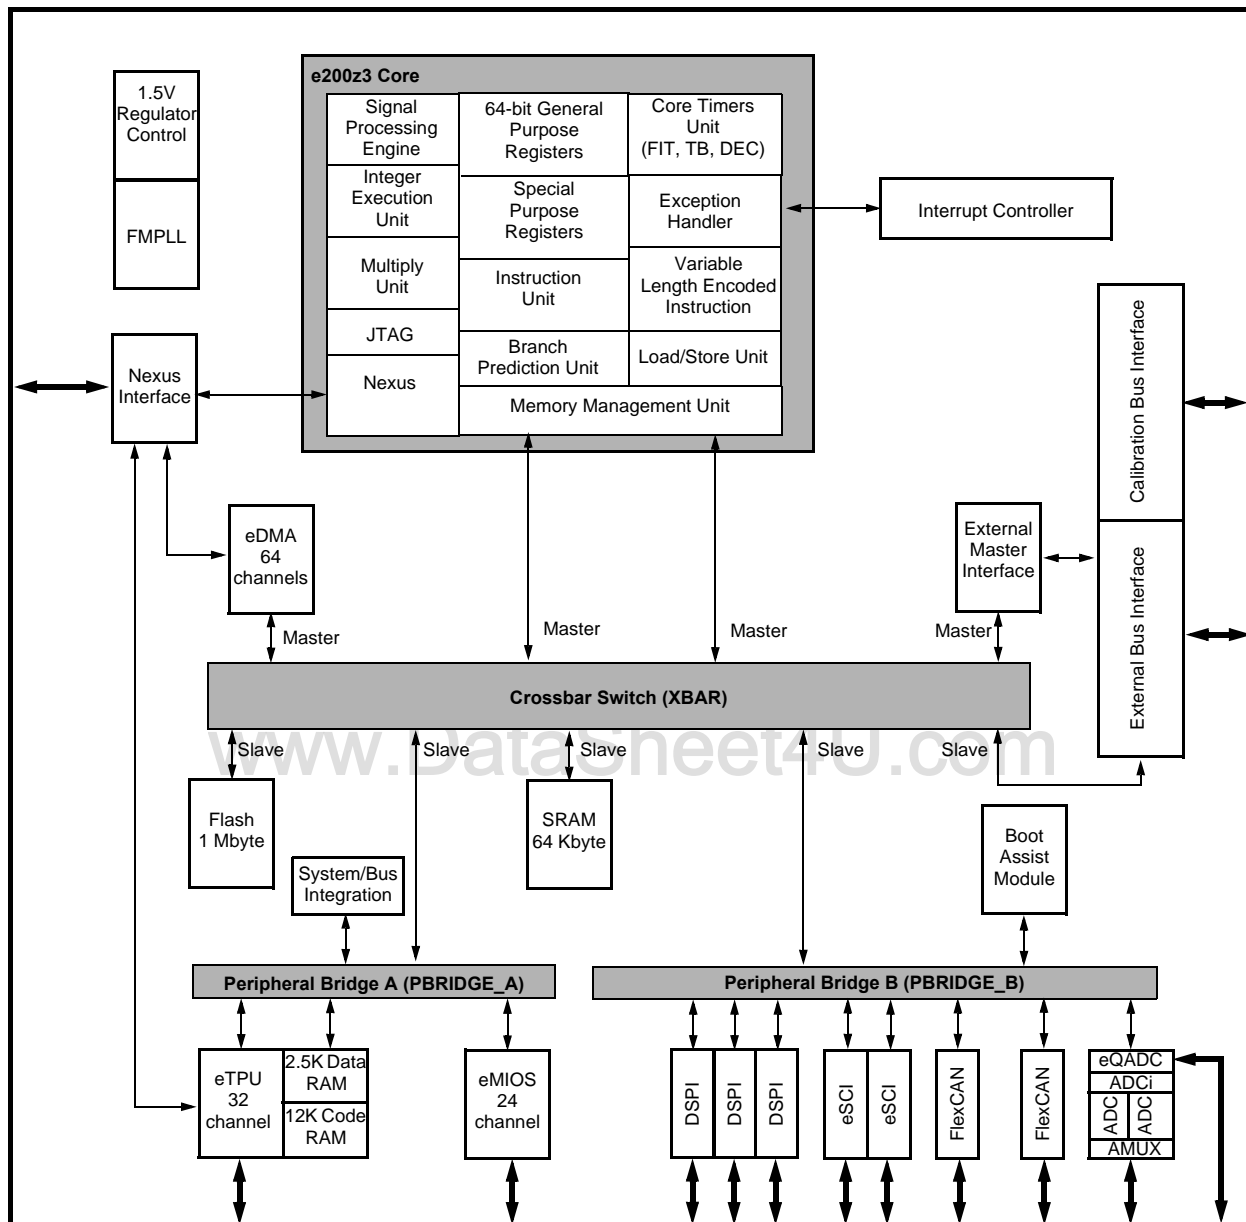 e200z3 Core
1.5V
Regulator
Control
FMPLL
Signal
Processing
Engine
64-bit General
Purpose
Registers
Core Timers
Unit
(FIT, TB, DEC)
Integer
Execution
Unit
Special
Purpose
Registers
Exception
Handler
Interrupt Controller
Multiply
Unit
Instruction
Unit
Variable
Length Encoded
Instruction
JTAG
Branch
Prediction Unit
Load/Store Unit
Nexus
Memory Management Unit
Nexus
Interface
Calibration Bus Interface
External Bus Interface
eDMA
64
channels
External
Master
Interface
Master
Master
Master
Master
Crossbar Switch (XBAR)
www.DataSheet4U.com
Slave
Slave
Slave
Slave
Slave
Flash
1 Mbyte
SRAM
64 Kbyte
Boot
Assist
Module
System/Bus
Integration
Peripheral Bridge A (PBRIDGE_A)
Peripheral Bridge B (PBRIDGE_B)
eTPU
32
channel
2.5K Data
RAM
12K Code
RAM
eMIOS
24
channel
DSPI
DSPI
DSPI
eSCI
eSCI
FlexCAN
FlexCAN
eQADC
ADCi
ADC
ADC
AMUX